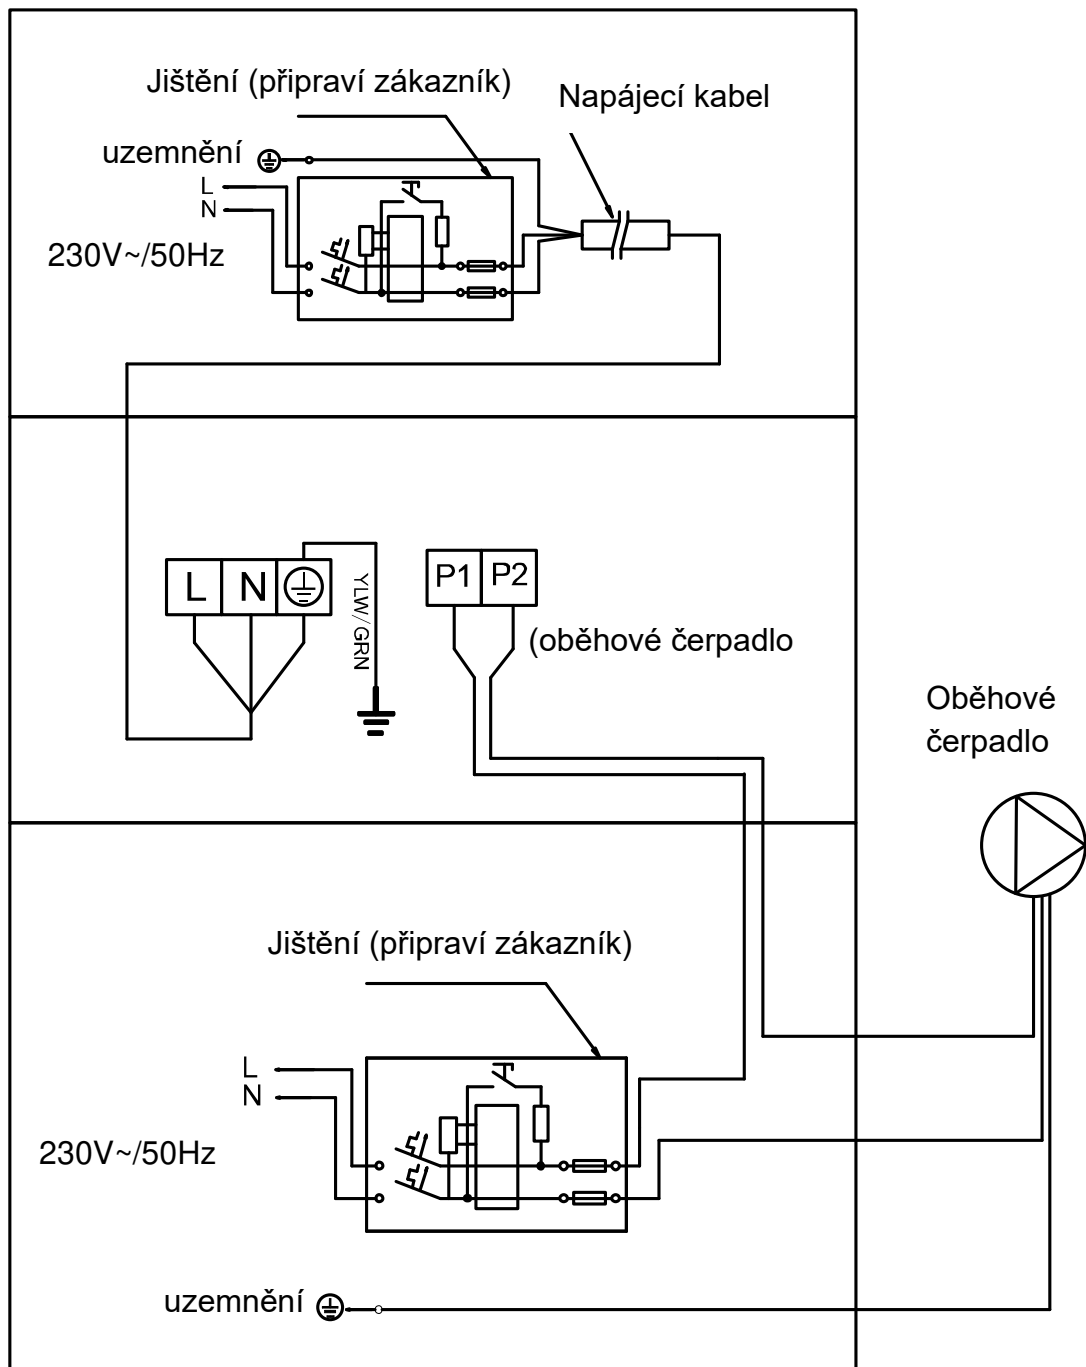 Jištění (připraví zákazník)
Napájecí kabel
uzemnění
L
N
230V~/50Hz
L N
YLW/GRN
P1 P2
(oběhové čerpadlo
Oběhové
čerpadlo
Jištění (připraví zákazník)
L
N
230V~/50Hz
uzemnění